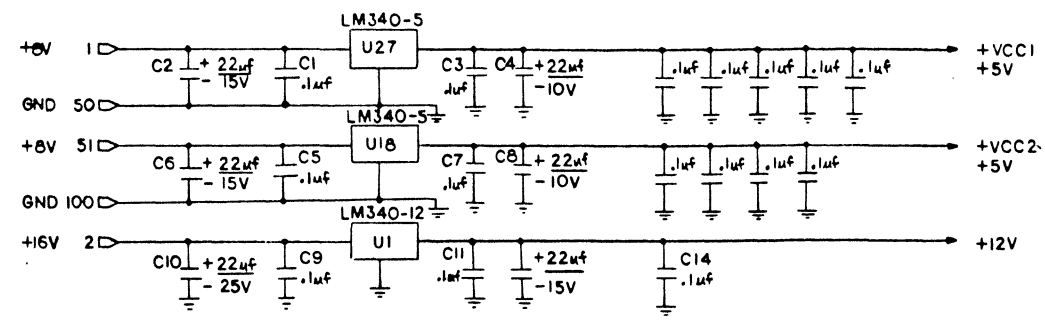 LM340-5
+8V 1 U27 +VCC1
C2 + 22uf C1 C3 C4 + 22uf .1uf .1uf .1uf .1uf .1uf +5V
- 15V .1uf .1uf - 10V
GND 50
LM340-5
+8V 51 U18 +VCC2
C6 + 22uf C5 C7 C8 + 22uf .1uf .1uf .1uf .1uf +5V
- 15V .1uf .1uf - 10V
GND 100
LM340-12
+16V 2 U1 +12V
C10 + 22uf C9 C11 + 22uf C14
- 25V .1uf .1uf - 15V .1uf